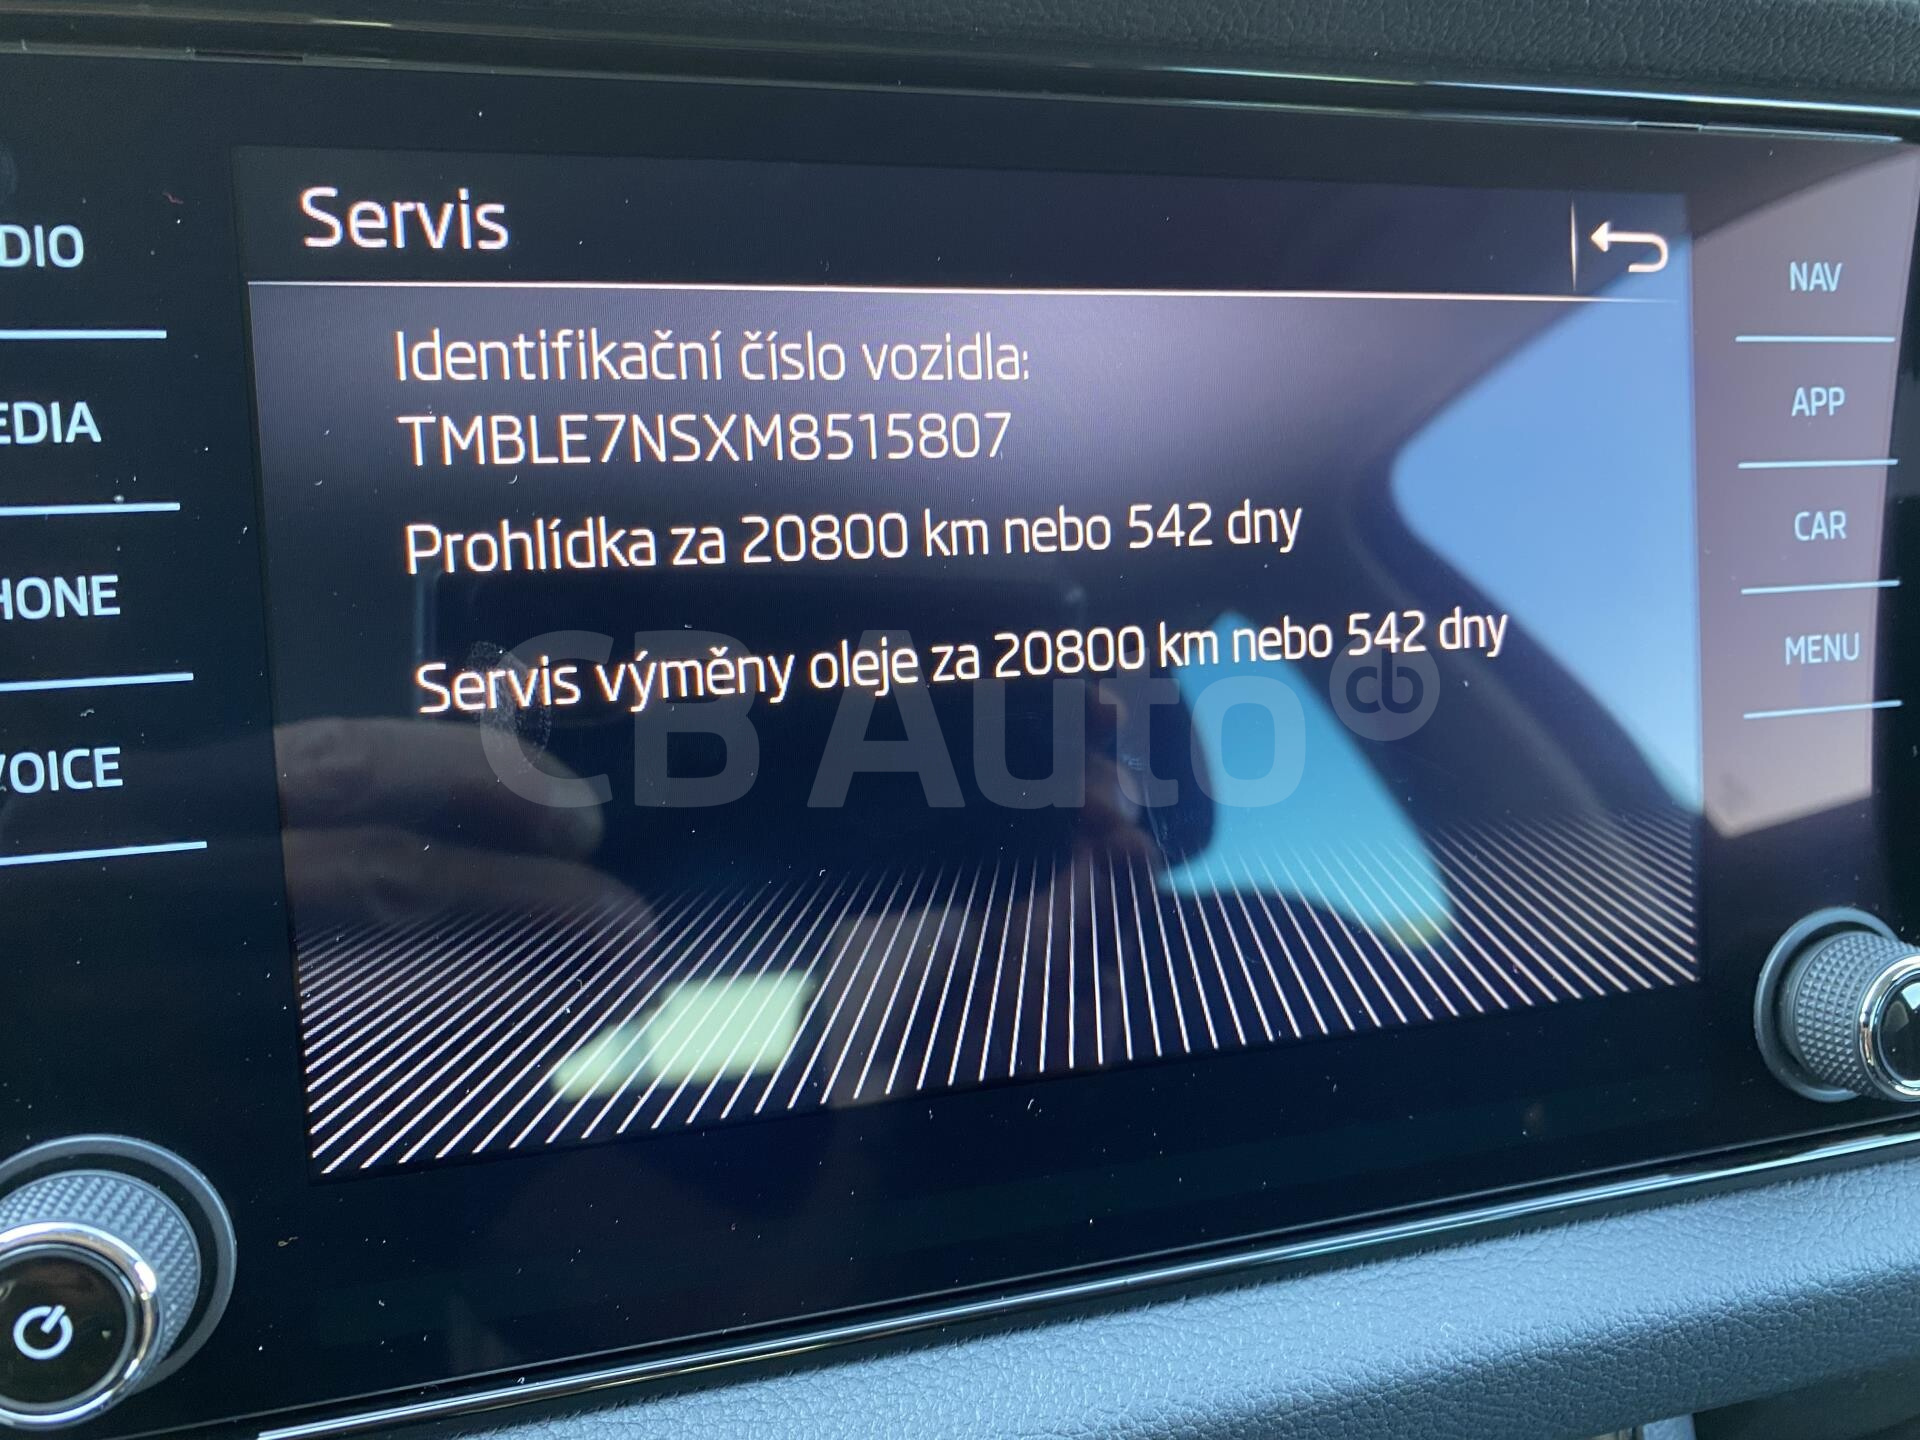 Servis
Identifikační číslo vozidla:
TMBLE7NSXM8515807
Prohlídka za 20800 km nebo 542 dny
Servis výměny oleje za 20800 km nebo 542 dny
DIO
EDIA
HONE
VOICE
NAV
APP
CAR
MENU
CB Auto cb